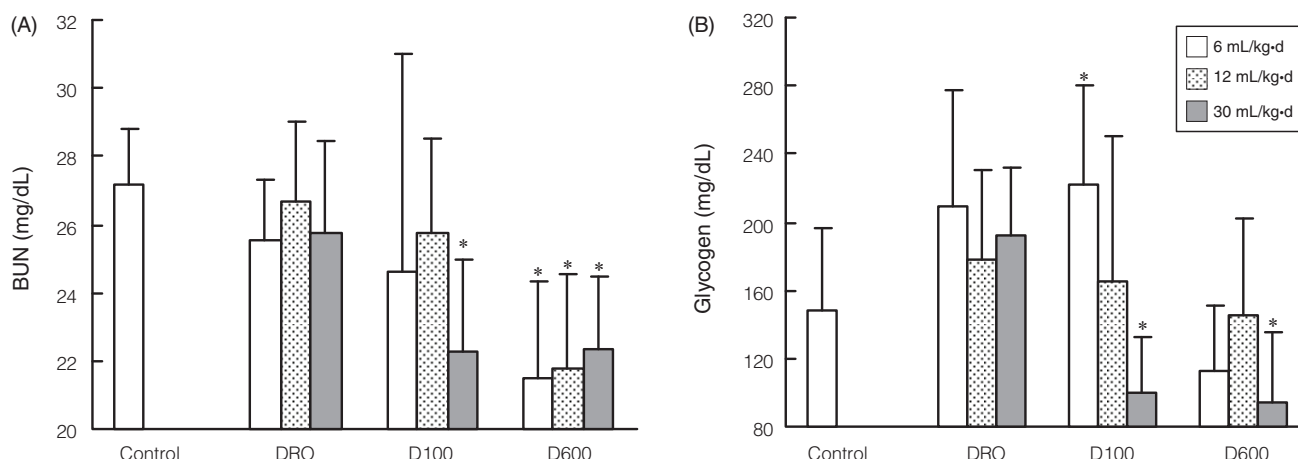 (A)
32
30
28
26
24
22
20
BUN (mg/dL)
*
* * *
Control DRO D100 D600
(B)
320
280
240
200
160
120
80
Glycogen (mg/dL)
*
*
*
Control DRO D100 D600
6 mL/kg•d
12 mL/kg•d
30 mL/kg•d